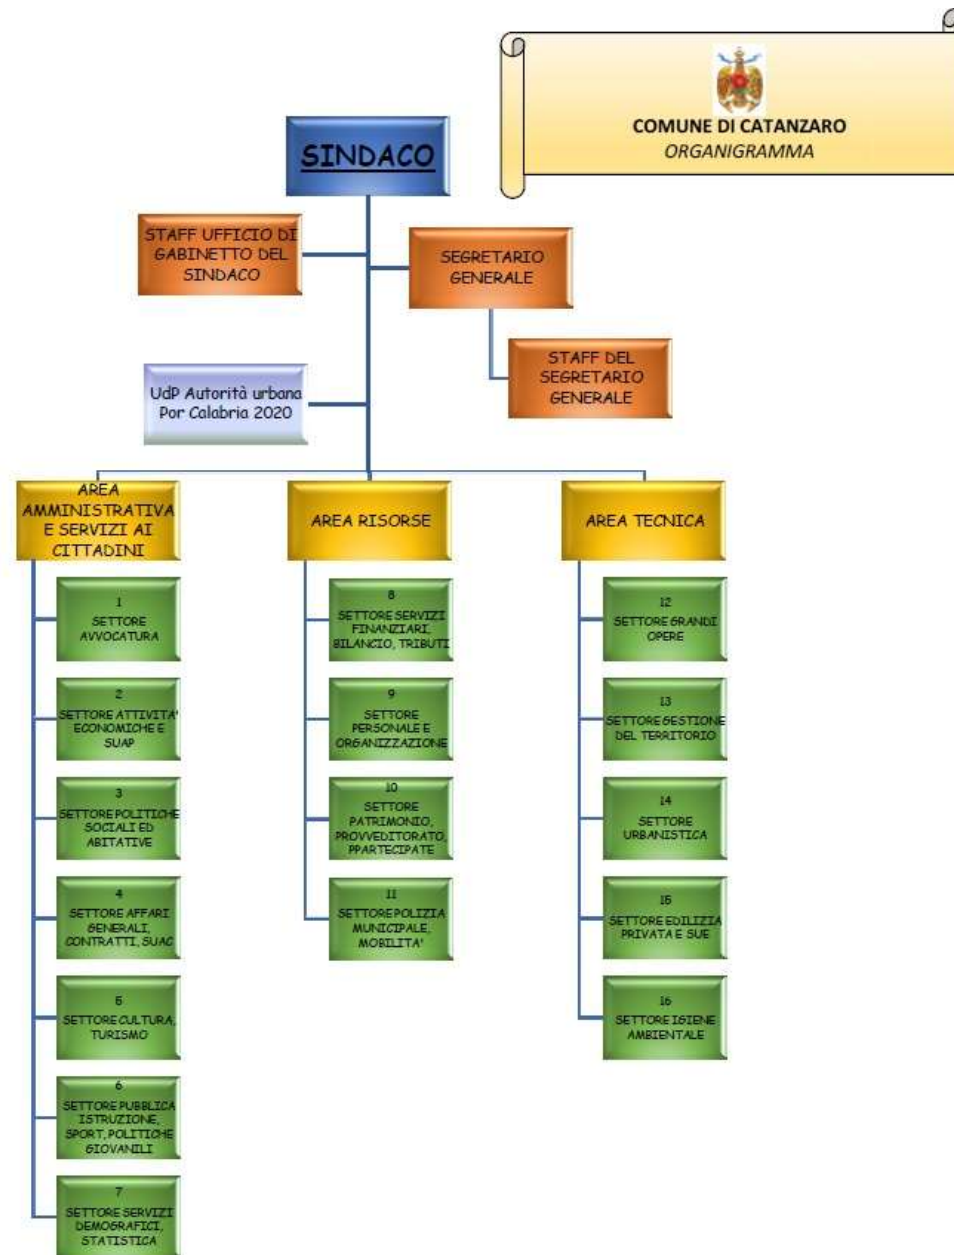 COMUNE DI CATANZARO
ORGANIGRAMMA
SINDACO
STAFF UFFICIO DI
GABINETTO DEL
SINDACO
SEGRETARIO
GENERALE
STAFF DEL
SEGRETARIO
GENERALE
UdP Autorità urbana
Por Calabria 2020
AREA
AMMINISTRATIVA
E SERVIZI AI
CITTADINI
1
SETTORE
AVVOCATURA
2
SETTORE ATTIVITA'
ECONOMICHE E
SUAP
3
SETTORE POLITICHE
SOCIALI ED
ABITATIVE
4
SETTORE AFFARI
GENERALI,
CONTRATTI, SUAC
5
SETTORE CULTURA,
TURISMO
6
SETTORE PUBBLICA
ISTRUZIONE,
SPORT, POLITICHE
GIOVANILI
7
SETTORE SERVIZI
DEMOGRAFICI,
STATISTICA
AREA RISORSE
8
SETTORE SERVIZI
FINANZIARI,
BILANCIO, TRIBUTI
9
SETTORE
PERSONALE E
ORGANIZZAZIONE
10
SETTORE
PATRIMONIO,
PROVVEDITORATO,
PPARTECIPATE
11
SETTORE POLIZIA
MUNICIPALE,
MOBILITA'
AREA TECNICA
12
SETTORE GRANDI
OPERE
13
SETTORE GESTIONE
DEL TERRITORIO
14
SETTORE
URBANISTICA
15
SETTORE EDILIZIA
PRIVATA E SUE
16
SETTORE IGIENE
AMBIENTALE